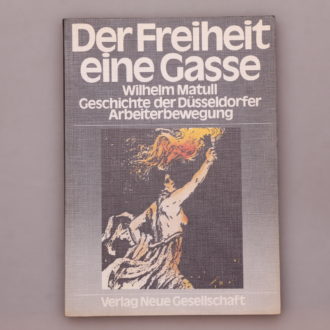 Der Freiheit
eine Gasse
Wilhelm Matull
Geschichte der Düsseldorfer
Arbeiterbewegung
Verlag Neue Gesellschaft